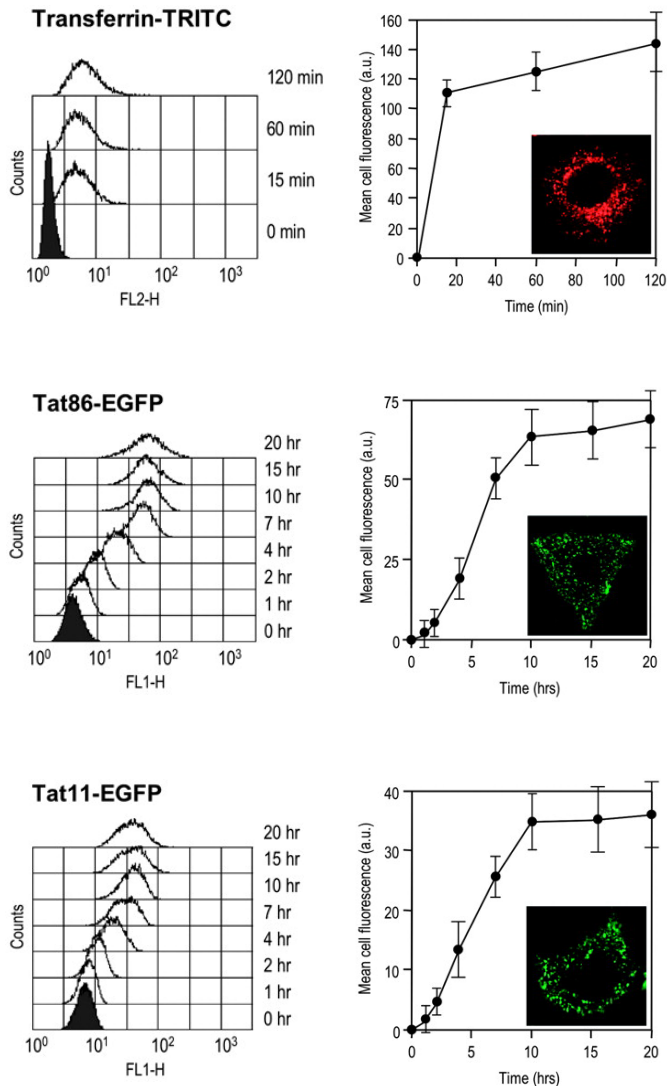 Transferrin-TRITC
Counts
120 min
60 min
15 min
0 min
10⁰ 10¹ 10² 10³
FL2-H
Mean cell fluorescence (a.u.)
160
140
120
100
80
60
40
20
0
0 20 40 60 80 100 120
Time (min)
Tat86-EGFP
Counts
20 hr
15 hr
10 hr
7 hr
4 hr
2 hr
1 hr
0 hr
10⁰ 10¹ 10² 10³
FL1-H
Mean cell fluorescence (a.u.)
75
50
25
0
0 5 10 15 20
Time (hrs)
Tat11-EGFP
Counts
20 hr
15 hr
10 hr
7 hr
4 hr
2 hr
1 hr
0 hr
10⁰ 10¹ 10² 10³
FL1-H
Mean cell fluorescence (a.u.)
40
30
20
10
0
0 5 10 15 20
Time (hrs)